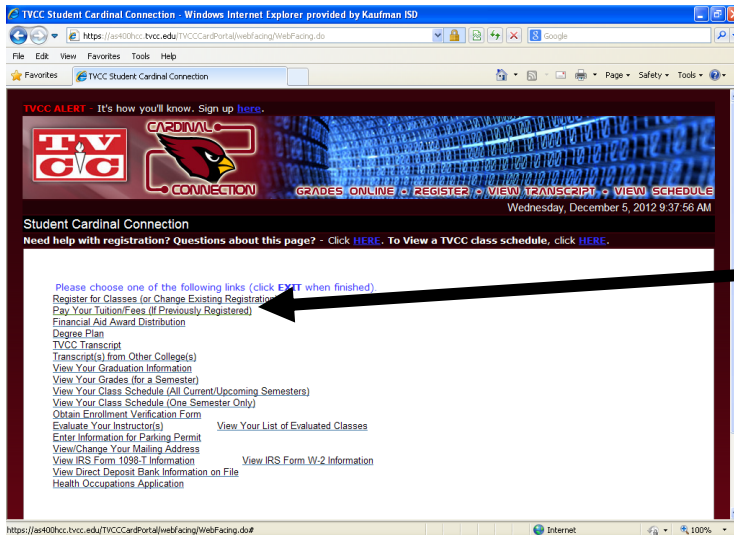 TVCC Student Cardinal Connection - Windows Internet Explorer provided by Kaufman ISD
https://as400hcc.tvcc.edu/TVCCCardPortal/webfacing/WebFacing.do
Google
File Edit View Favorites Tools Help
Favorites TVCC Student Cardinal Connection Page Safety Tools
TVCC ALERT - It's how you'll know. Sign up here.
TV
CC
CARDINAL
CONNECTION
GRADES ONLINE - REGISTER - VIEW TRANSCRIPT - VIEW SCHEDULE
Wednesday, December 5, 2012 9:37:56 AM
Student Cardinal Connection
Need help with registration? Questions about this page? - Click HERE. To View a TVCC class schedule, click HERE.
Please choose one of the following links (click EXIT when finished).
Register for Classes (or Change Existing Registration)
Pay Your Tuition/Fees (If Previously Registered)
Financial Aid Award Distribution
Degree Plan
TVCC Transcript
Transcript(s) from Other College(s)
View Your Graduation Information
View Your Grades (for a Semester)
View Your Class Schedule (All Current/Upcoming Semesters)
View Your Class Schedule (One Semester Only)
Obtain Enrollment Verification Form
Evaluate Your Instructor(s) View Your List of Evaluated Classes
Enter Information for Parking Permit
View/Change Your Mailing Address
View IRS Form 1098-T Information View IRS Form W-2 Information
View Direct Deposit Bank Information on File
Health Occupations Application
https://as400hcc.tvcc.edu/TVCCCardPortal/webfacing/WebFacing.do# Internet 100%